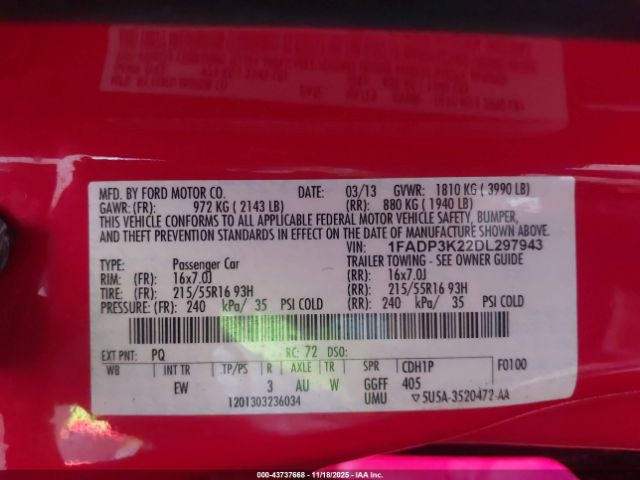 MFD. BY FORD MOTOR CO. DATE: 03/13 GVWR: 1810 KG ( 3990 LB)
GAWR: (FR): 972 KG ( 2143 LB) (RR): 880 KG ( 1940 LB)
THIS VEHICLE CONFORMS TO ALL APPLICABLE FEDERAL MOTOR VEHICLE SAFETY, BUMPER,
AND THEFT PREVENTION STANDARDS IN EFFECT ON THE DATE OF MANUFACTURE SHOWN ABOVE.
VIN: 1FADP3K22DL297943
TYPE: Passenger Car TRAILER TOWING - SEE OWNER GUIDE
RIM: (FR): 16x7.0J (RR): 16x7.0J
TIRE: (FR): 215/55R16 93H (RR): 215/55R16 93H
PRESSURE: (FR): 240 kPa/ 35 PSI COLD (RR): 240 kPa/ 35 PSI COLD
EXT PNT: PQ RC: 72 DSO:
WB INT TR TP/PS R AXLE TR SPR CDH1P F0100
EW 3 AU W GGFF 405
1201303236034 UMU ▽5U5A-3520472-AA
000-43737668 - 11/18/2025 - IAA Inc.